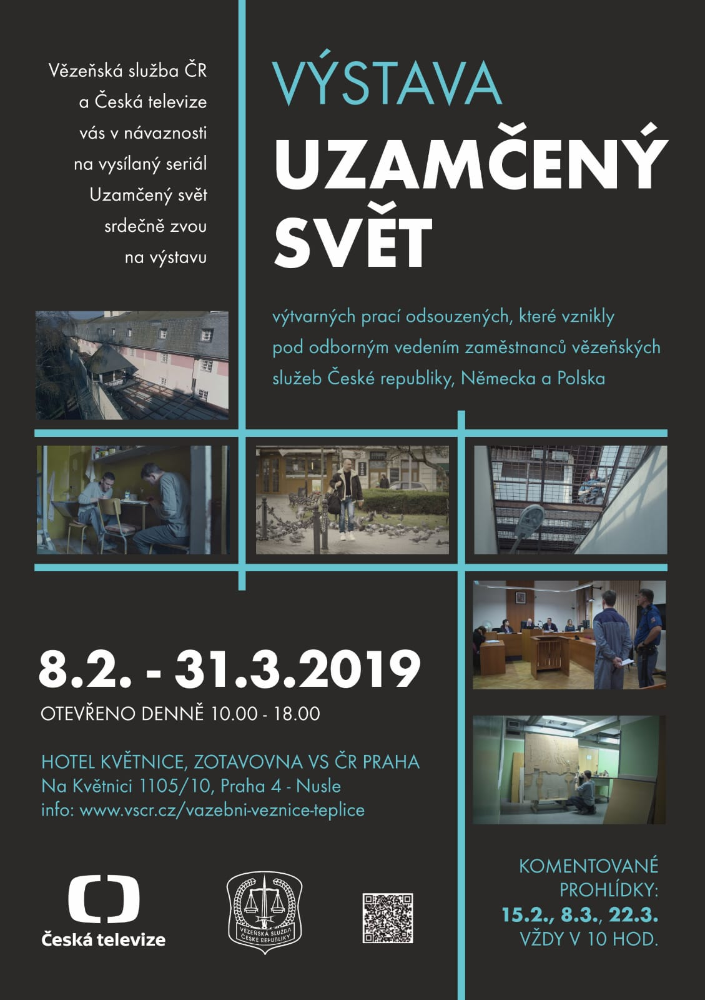 Vězeňská služba ČR
a Česká televize
vás v návaznosti
na vysílaný seriál
Uzamčený svět
srdečně zvou
na výstavu
VÝSTAVA
UZAMČENÝ
SVĚT
výtvarných prací odsouzených, které vznikly
pod odborným vedením zaměstnanců vězeňských
služeb České republiky, Německa a Polska
8.2. - 31.3.2019
OTEVŘENO DENNĚ 10.00 - 18.00
HOTEL KVĚTNICE, ZOTAVOVNA VS ČR PRAHA
Na Květnici 1105/10, Praha 4 - Nusle
info: www.vscr.cz/vazebni-veznice-teplice
Česká televize
VĚZEŇSKÁ SLUŽBA
ČESKÉ REPUBLIKY
KOMENTOVANÉ
PROHLÍDKY:
15.2., 8.3., 22.3.
VŽDY V 10 HOD.